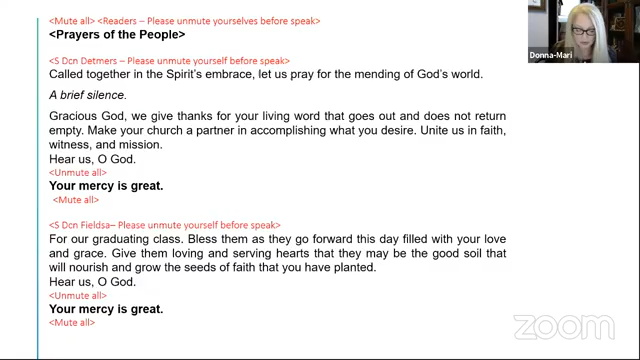 <Mute all> <Readers – Please unmute yourselves before speak>
<Prayers of the People>
<S Dcn Detmers – Please unmute yourself before speak>
Called together in the Spirit's embrace, let us pray for the mending of God's world.
A brief silence.
Gracious God, we give thanks for your living word that goes out and does not return
empty. Make your church a partner in accomplishing what you desire. Unite us in faith,
witness, and mission.
Hear us, O God.
<Unmute all>
Your mercy is great.
<Mute all>
<S Dcn Fieldsa– Please unmute yourself before speak>
For our graduating class. Bless them as they go forward this day filled with your love
and grace. Give them loving and serving hearts that they may be the good soil that
will nourish and grow the seeds of faith that you have planted.
Hear us, O God.
<Unmute all>
Your mercy is great.
<Mute all>
Donna-Mari
zoom